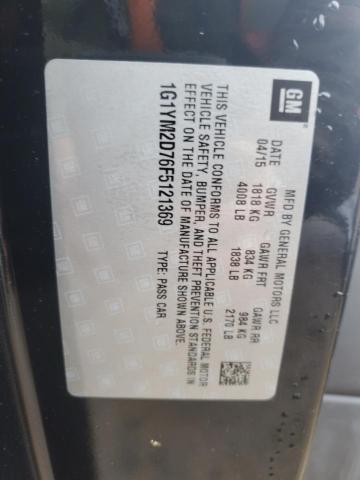 GM
MFD BY GENERAL MOTORS LLC
DATE GVWR GAWR FRT GAWR RR
04/15 1818 KG 834 KG 984 KG
4008 LB 1838 LB 2170 LB
THIS VEHICLE CONFORMS TO ALL APPLICABLE U.S. FEDERAL MOTOR
VEHICLE SAFETY, BUMPER, AND THEFT PREVENTION STANDARDS IN
EFFECT ON THE DATE OF MANUFACTURE SHOWN ABOVE.
1G1YM2D76F5121369 TYPE: PASS CAR